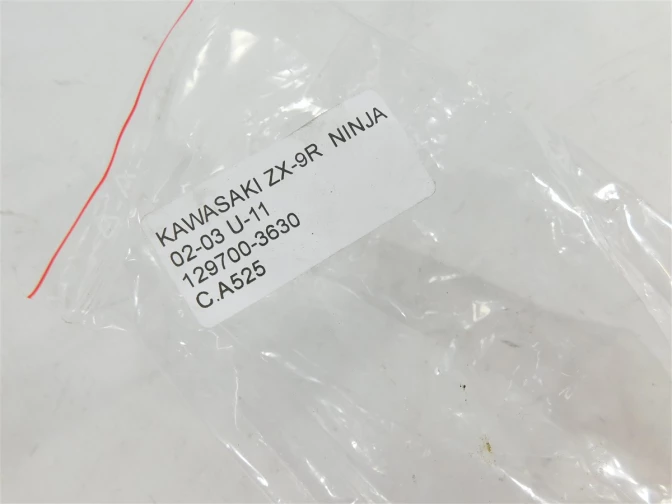 KAWASAKI ZX-9R NINJA
02-03 U-11
129700-3630
C.A525